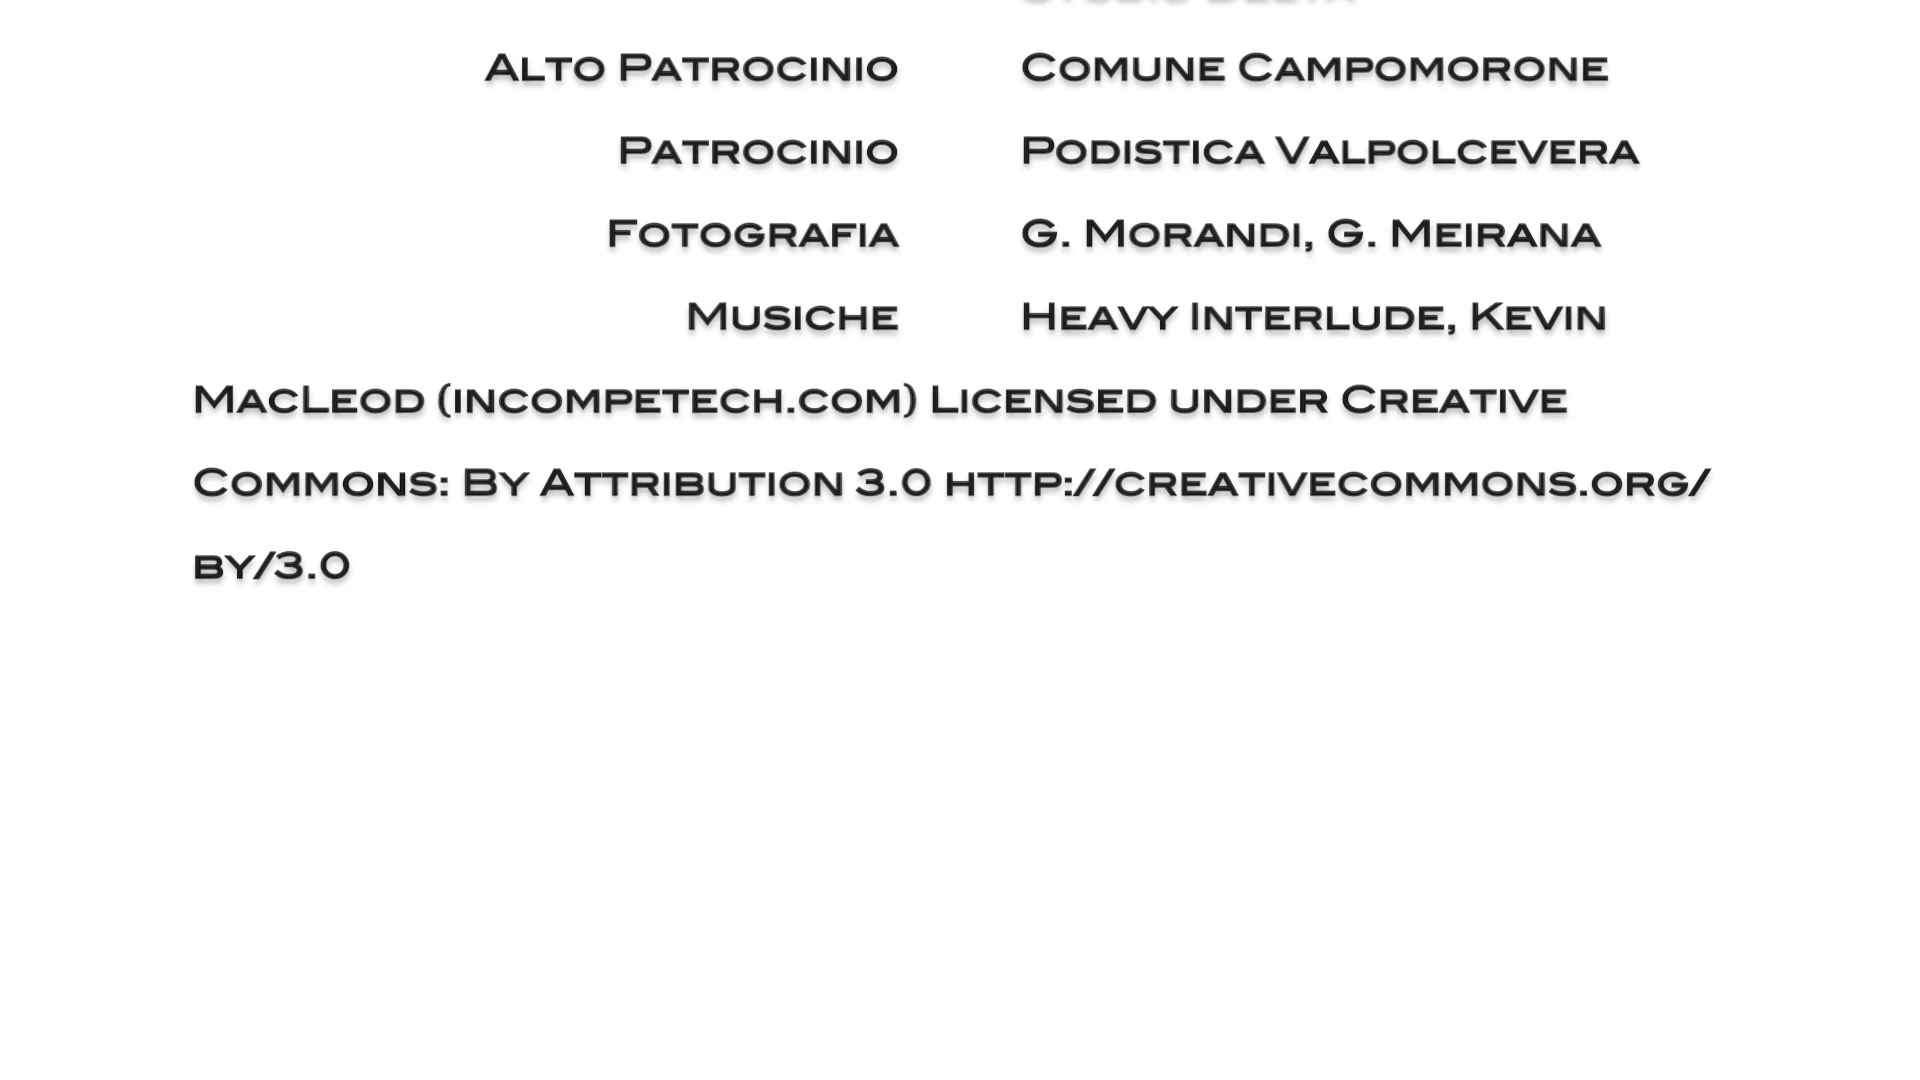 Alto Patrocinio Comune Campomorone
Patrocinio Podistica Valpolcevera
Fotografia G. Morandi, G. Meirana
Musiche Heavy Interlude, Kevin
MacLeod (incompetech.com) Licensed under Creative
Commons: By Attribution 3.0 http://creativecommons.org/
by/3.0